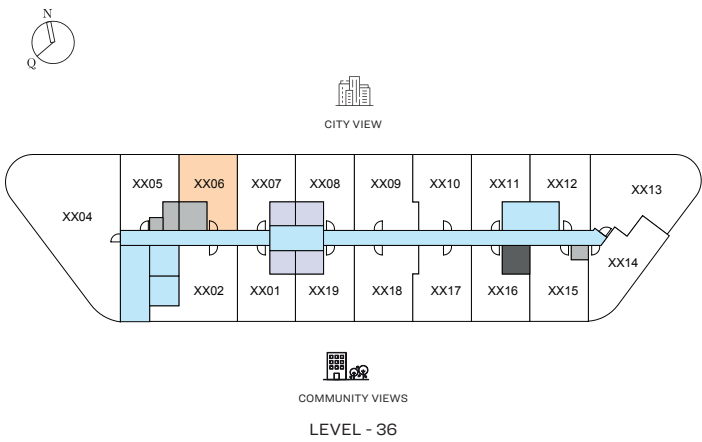 N
Q
CITY VIEW
XX05 XX06 XX07 XX08 XX09 XX10 XX11 XX12 XX13
XX04
XX14
XX02 XX01 XX19 XX18 XX17 XX16 XX15
COMMUNITY VIEWS
LEVEL - 36